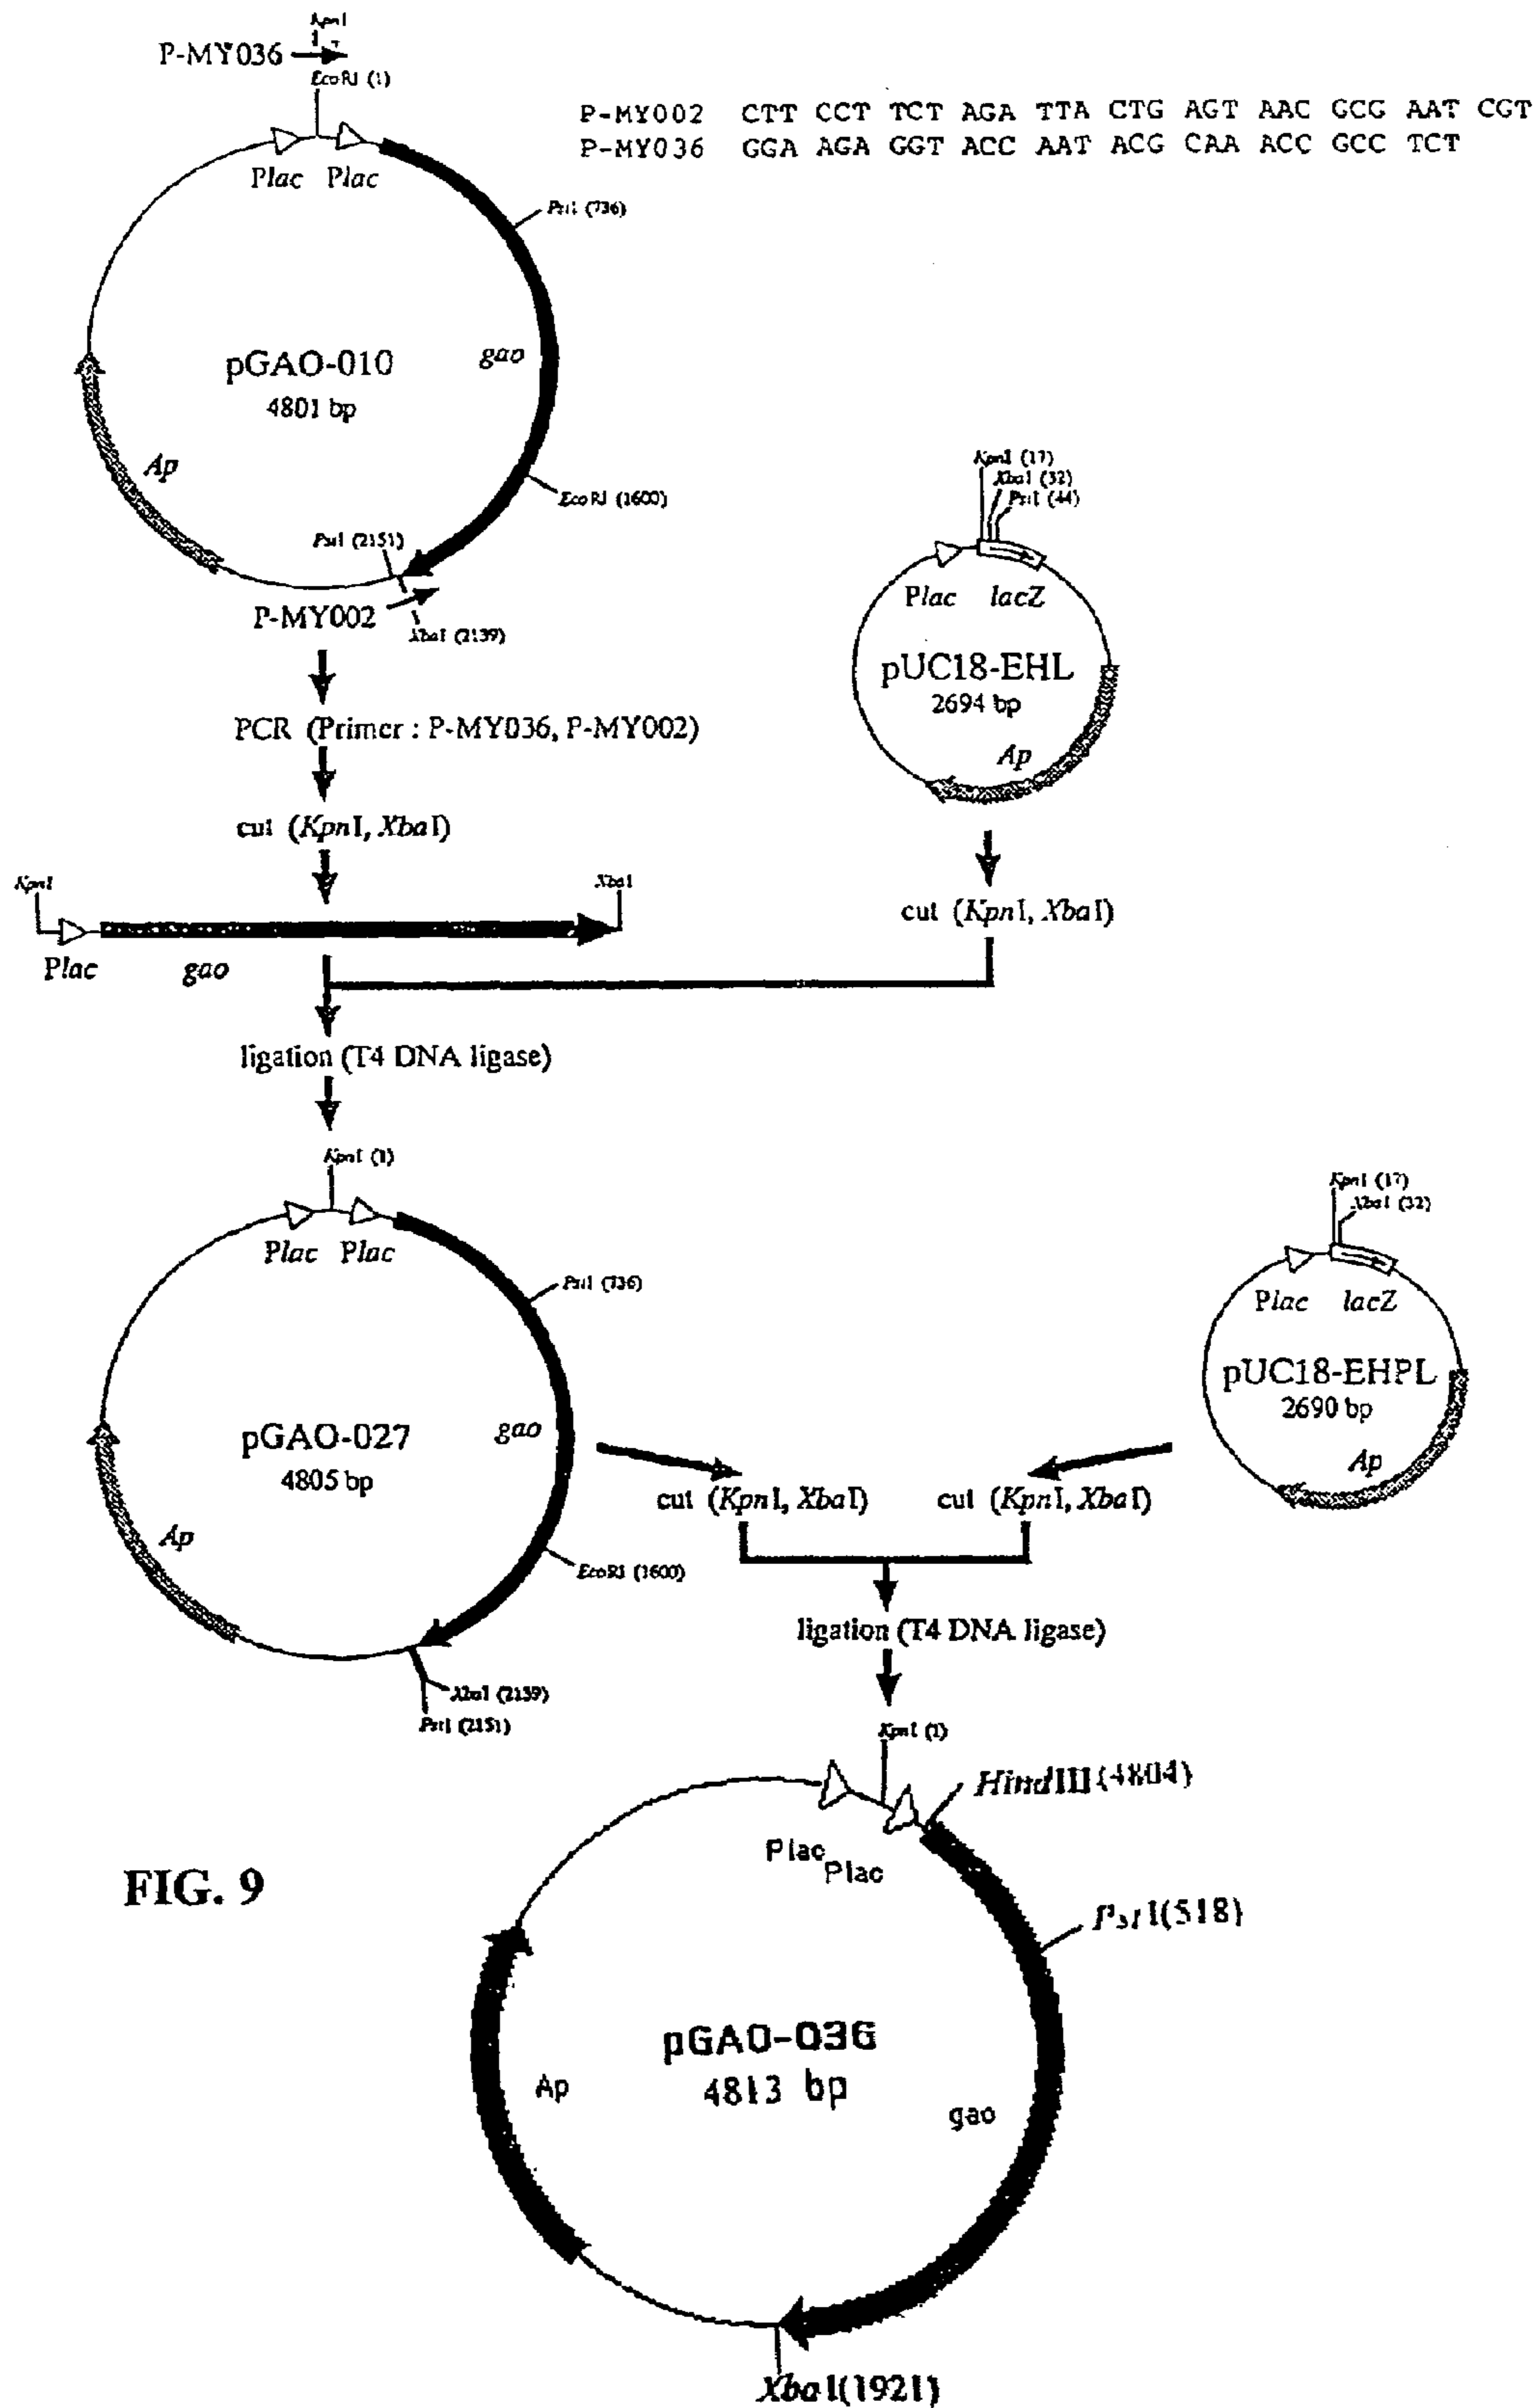 KpnI
P-MY036
EcoRI (1)
P-MY002 CTT CCT TCT AGA TTA CTG AGT AAC GCG AAT CGT
P-MY036 GGA AGA GGT ACC AAT ACG CAA ACC GCC TCT
Plac Plac
PstI (736)
pGAO-010
4801 bp
gao
Ap
EcoRI (1600)
PstI (2151)
P-MY002
XbaI (2139)
KpnI (17)
XbaI (32)
PstI (44)
Plac lacZ
pUC18-EHL
2694 bp
Ap
PCR (Primer : P-MY036, P-MY002)
cut (KpnI, XbaI)
KpnI
XbaI
Plac gao
cut (KpnI, XbaI)
ligation (T4 DNA ligase)
KpnI (1)
Plac Plac
PstI (736)
pGAO-027
4805 bp
gao
Ap
EcoRI (1600)
XbaI (2139)
PstI (2151)
KpnI (17)
XbaI (32)
Plac lacZ
pUC18-EHPL
2690 bp
Ap
cut (KpnI, XbaI) cut (KpnI, XbaI)
ligation (T4 DNA ligase)
KpnI (1)
HindIII(4804)
Plac
Plac
FIG. 9
PstI(518)
pGAO-036
4813 bp
Ap
gao
XbaI(1921)